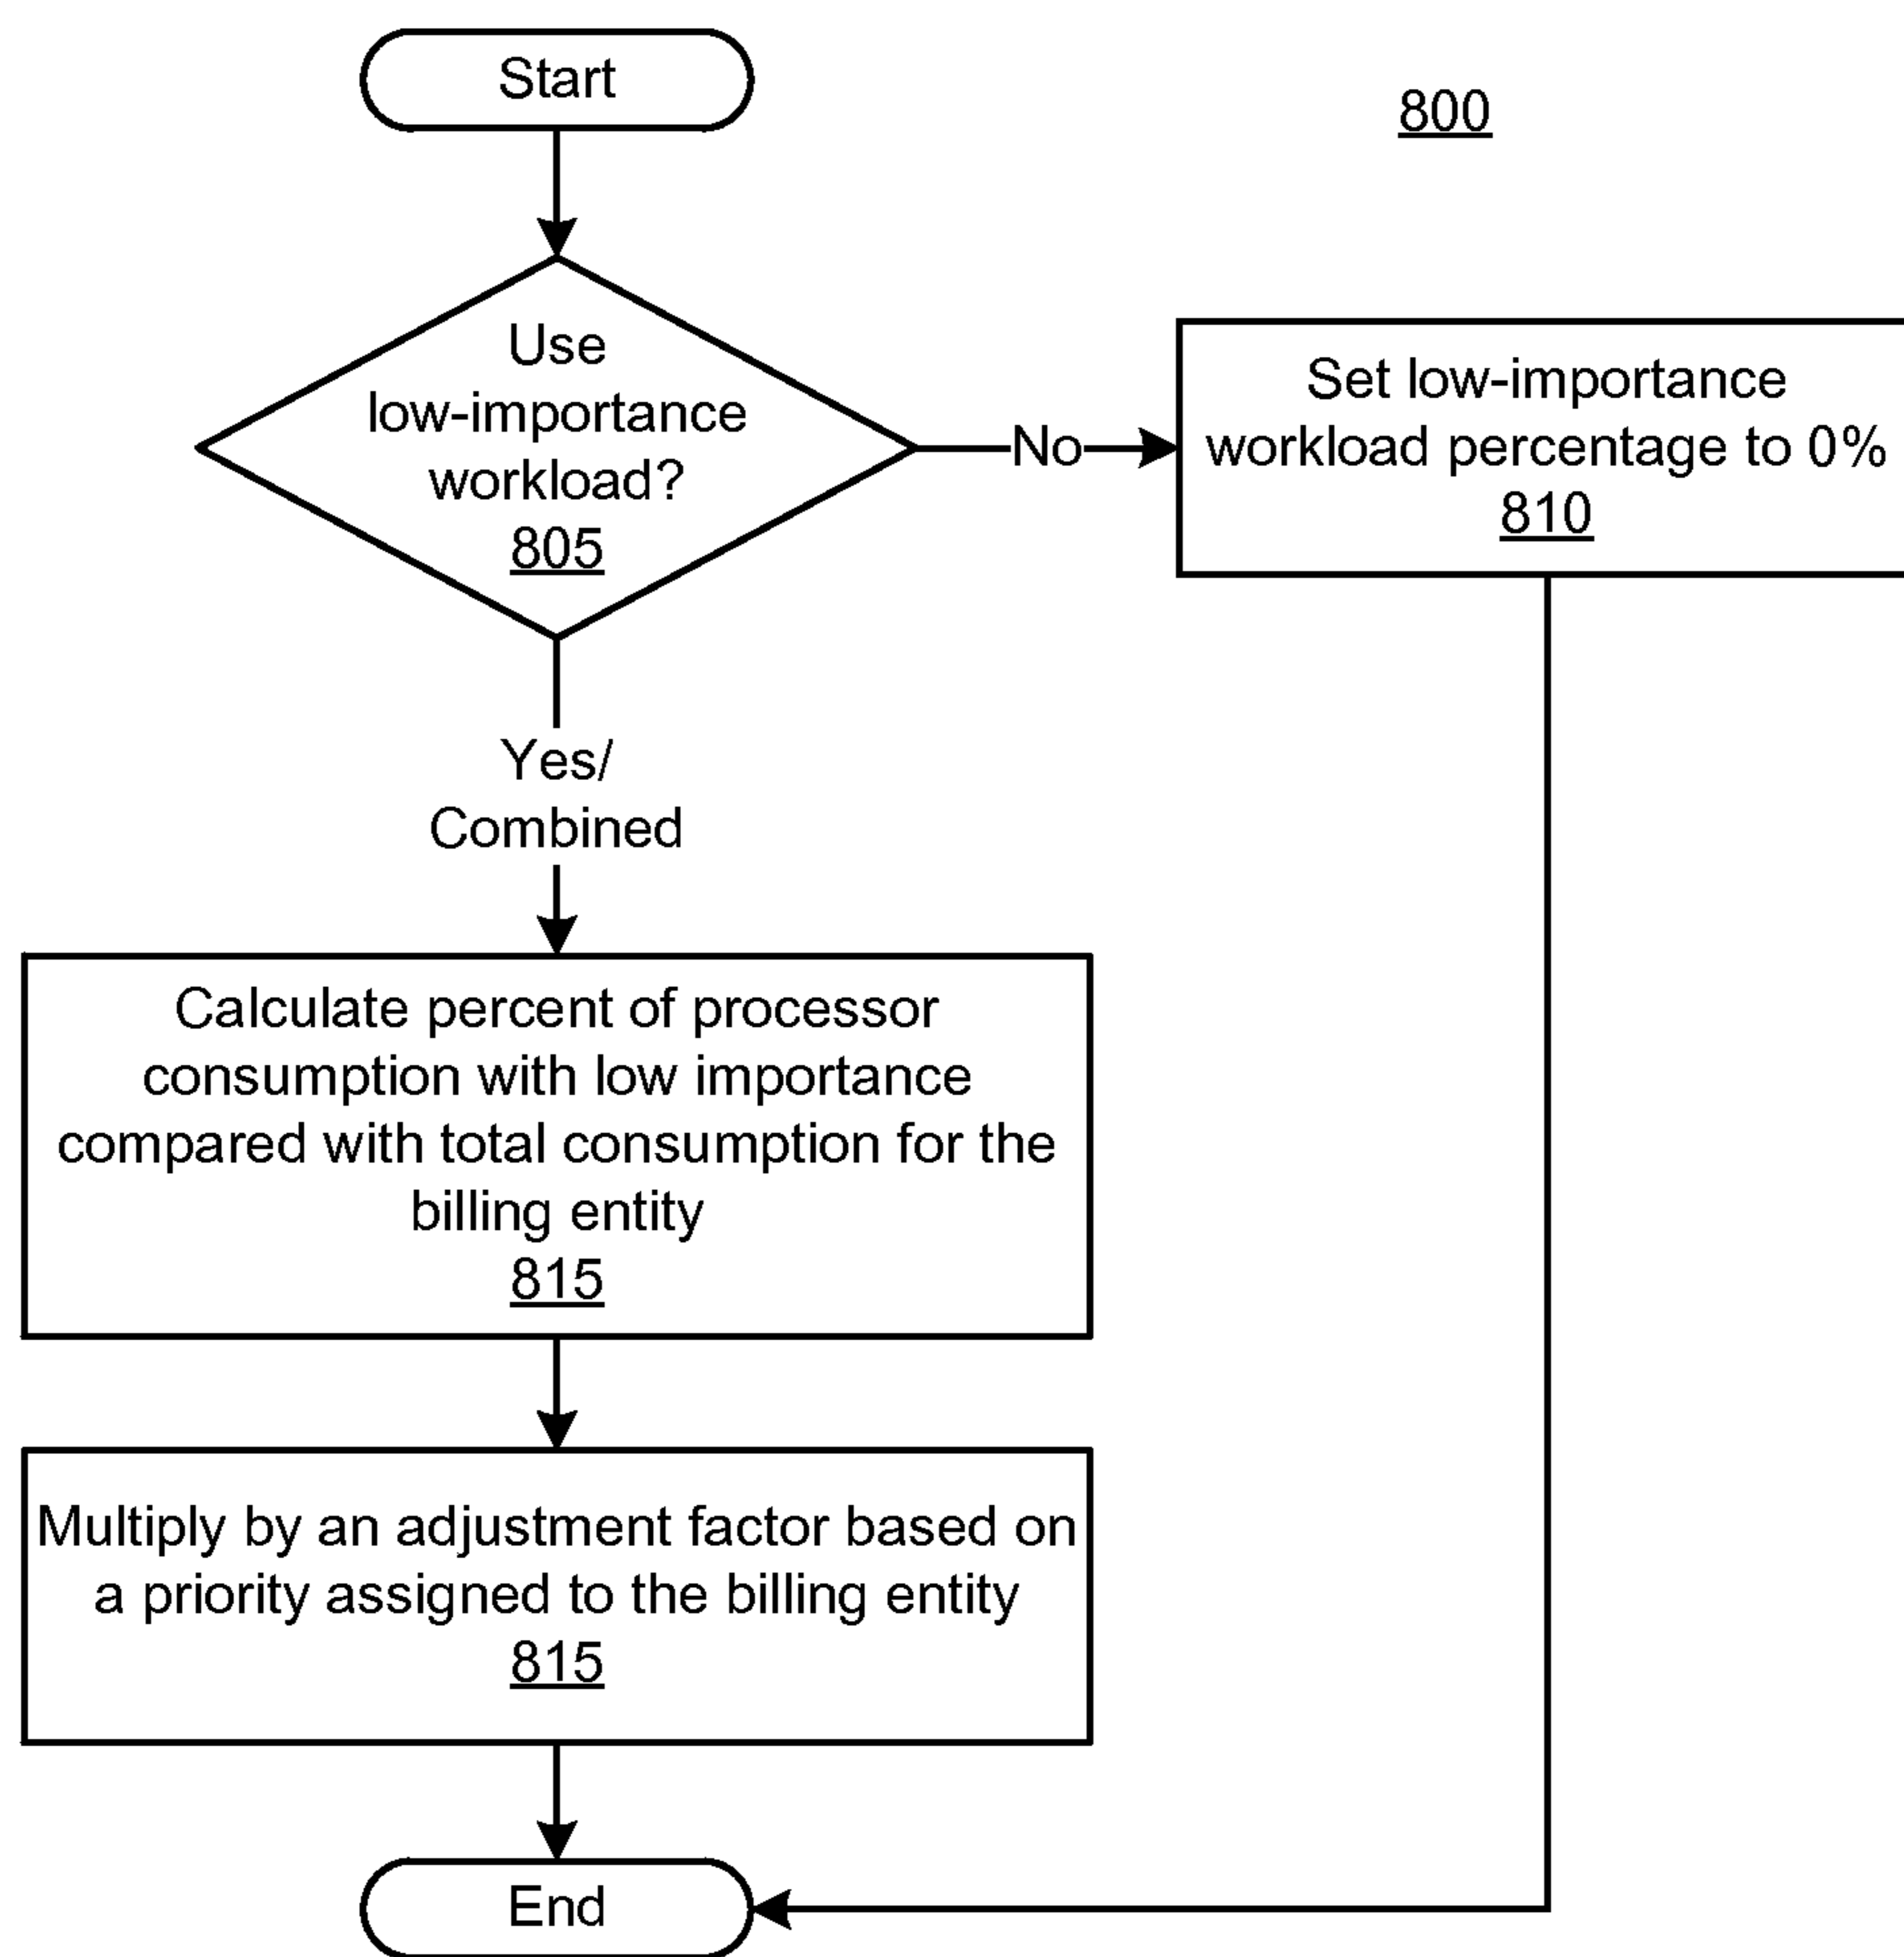 Start
800
Use
low-importance
workload?
805
No
Set low-importance
workload percentage to 0%
810
Yes/
Combined
Calculate percent of processor
consumption with low importance
compared with total consumption for the
billing entity
815
Multiply by an adjustment factor based on
a priority assigned to the billing entity
815
End